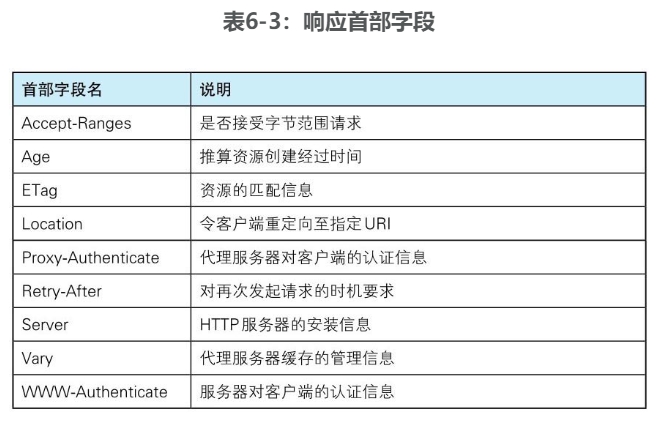 表6-3：响应首部字段
首部字段名 说明
Accept-Ranges 是否接受字节范围请求
Age 推算资源创建经过时间
ETag 资源的匹配信息
Location 令客户端重定向至指定URI
Proxy-Authenticate 代理服务器对客户端的认证信息
Retry-After 对再次发起请求的时机要求
Server HTTP服务器的安装信息
Vary 代理服务器缓存的管理信息
WWW-Authenticate 服务器对客户端的认证信息